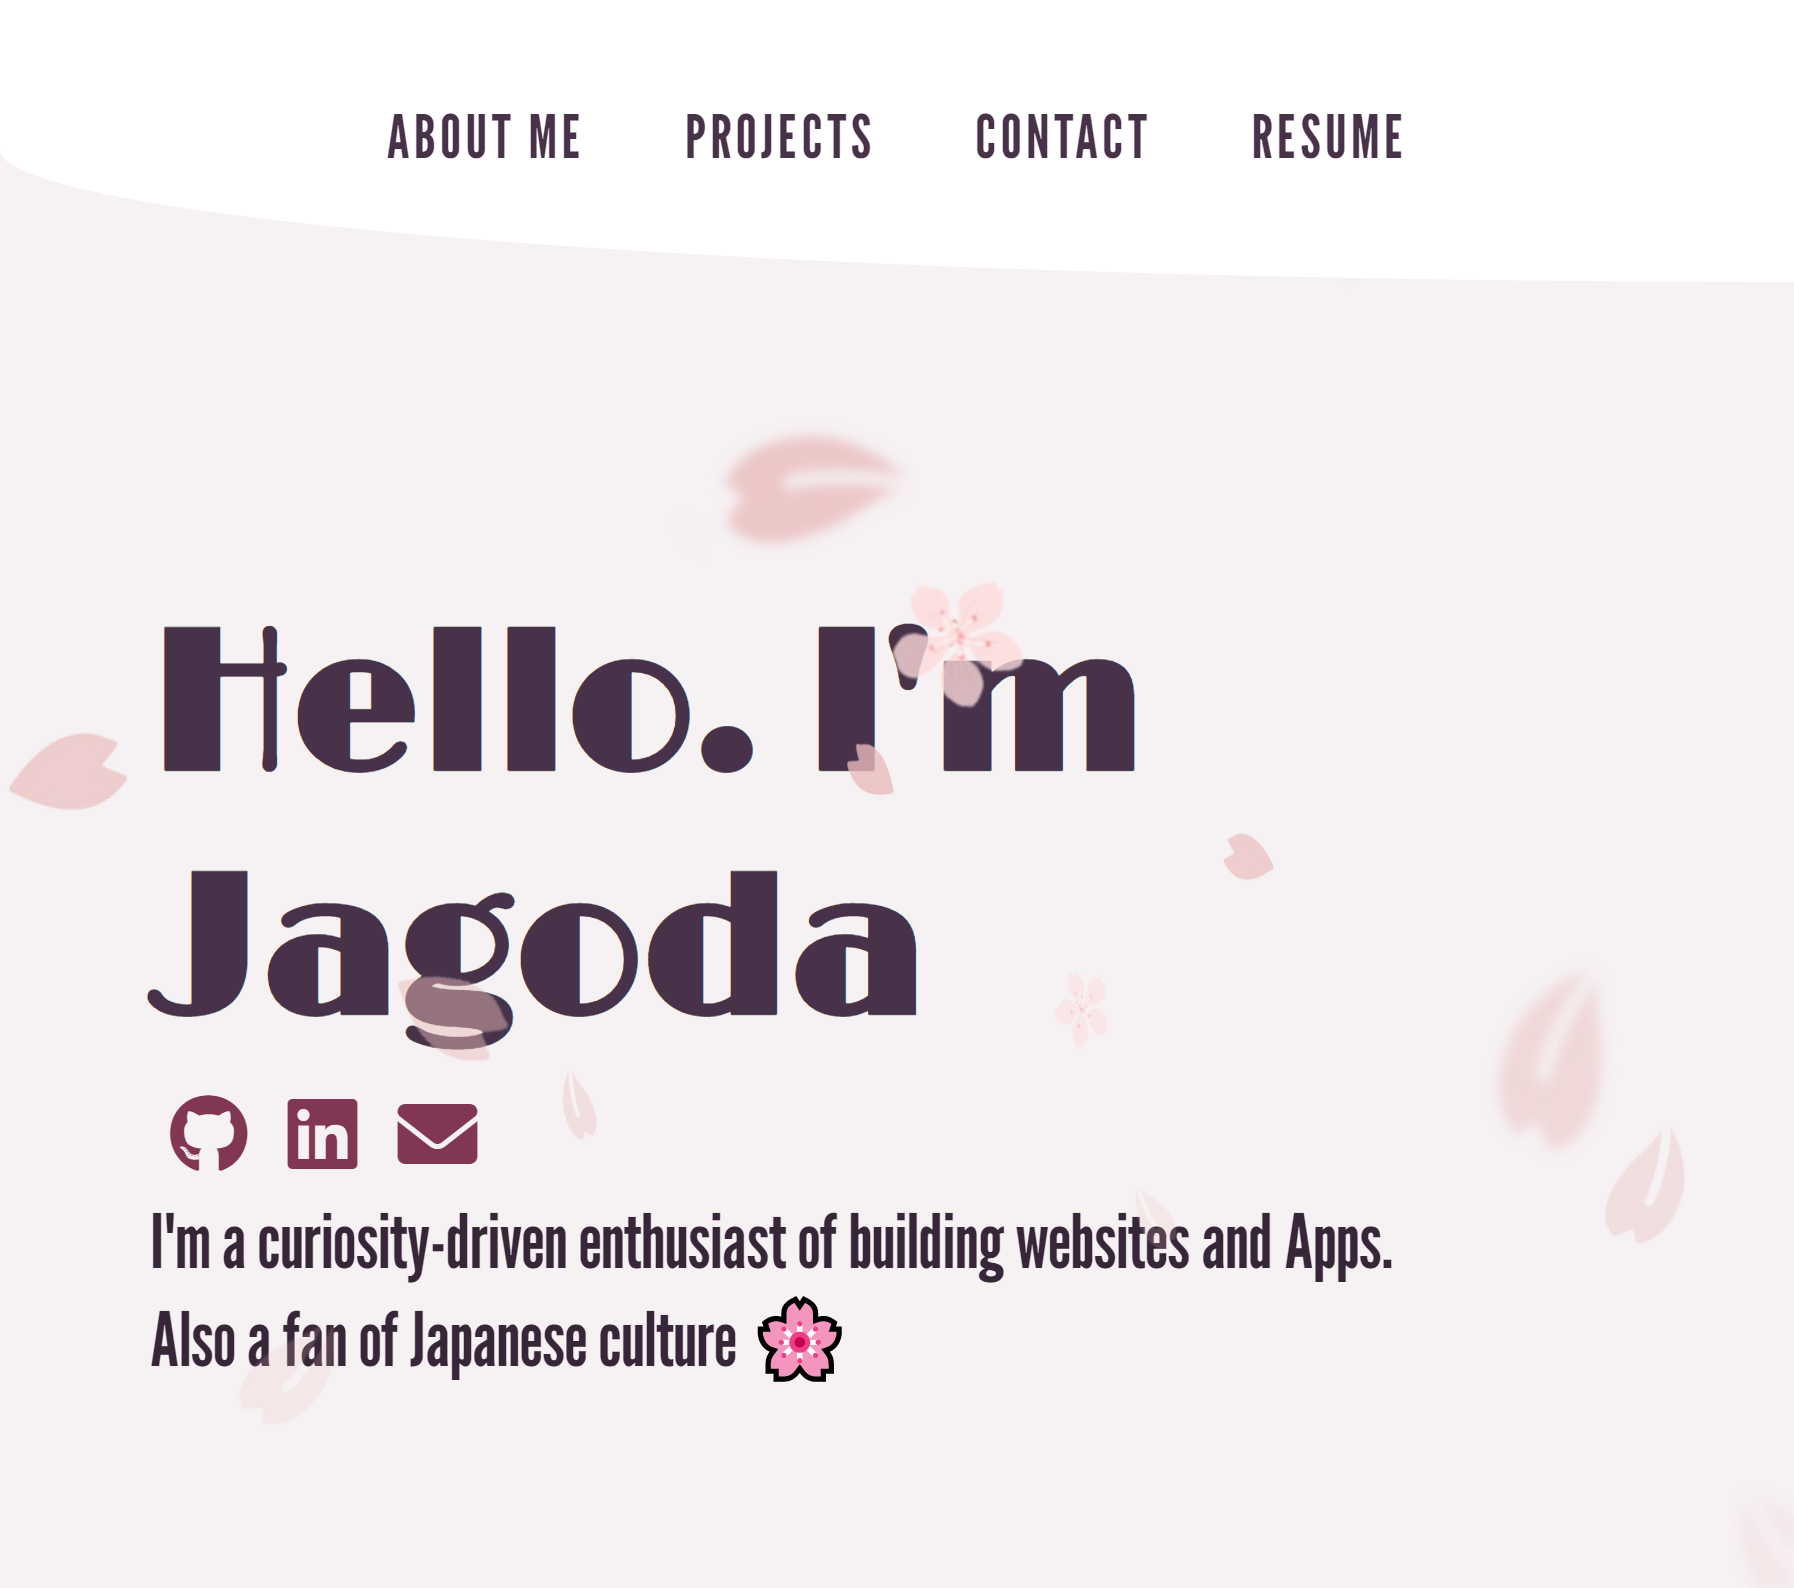 ABOUT ME PROJECTS CONTACT RESUME
Hello. I'm
Jagoda
in
I'm a curiosity-driven enthusiast of building websites and Apps.
Also a fan of Japanese culture 🌸